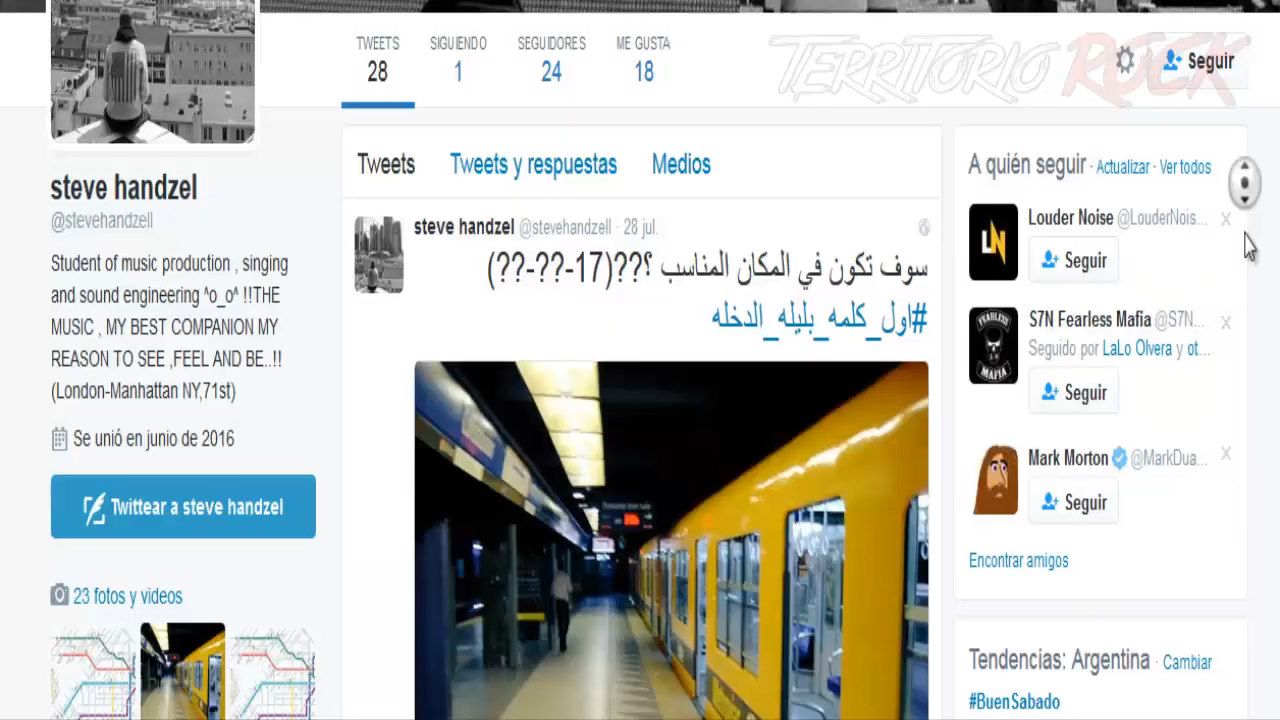 TERRITORIO ROCK
TWEETS
28
SIGUIENDO
1
SEGUIDORES
24
ME GUSTA
18
Seguir
steve handzel
@stevehandzell
Student of music production , singing
and sound engineering ^o_o^ !!THE
MUSIC , MY BEST COMPANION MY
REASON TO SEE ,FEEL AND BE..!!
(London-Manhattan NY,71st)
Se unió en junio de 2016
Twittear a steve handzel
23 fotos y videos
Tweets Tweets y respuestas Medios
steve handzel @stevehandzell · 28 jul.
سوف تكون في المكان المناسب ؟??(17-??-??)
#اول_كلمه_بليله_الدخله
A quién seguir · Actualizar · Ver todos
LN
Louder Noise @LouderNois...
Seguir
FEARLESS
MAFIA
S7N Fearless Mafia @S7N...
Seguido por LaLo Olvera y ot...
Seguir
Mark Morton @MarkDua...
Seguir
Encontrar amigos
Tendencias: Argentina · Cambiar
#BuenSabado